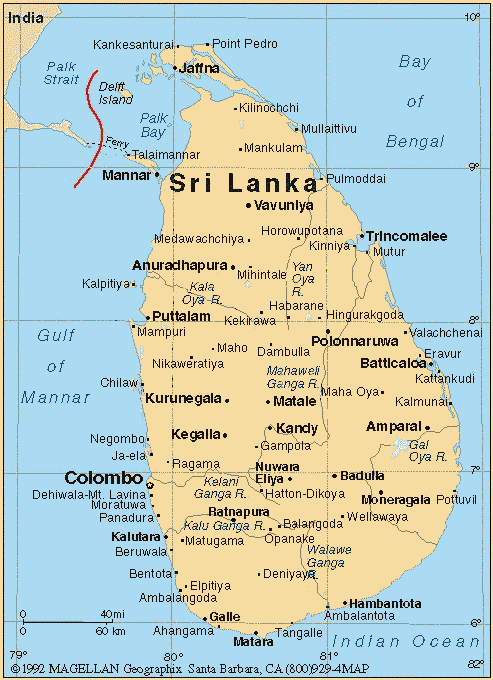 India
10°
Kankesanturai
Point Pedro
Palk
Strait
Jaffna
Bay
of
Bengal
Delft
Island
Kilinochchi
Palk
Bay
Mullaittivu
Ferry
Talaimannar
Mankulam
9°
Mannar
Sri Lanka
Pulmoddai
Vavuniya
Horowupotana
Trincomalee
Medawachchiya
Kinniya
Mutur
Anuradhapura
Mihintale
Yan
Oya
R.
Kalpitiya
Kala
Oya R.
Habarane
Puttalam
Kekirawa
Hingurakgoda
8°
Gulf
of
Mannar
Mampuri
Polonnaruwa
Valachchenai
Maho
Dambulla
Eravur
Nikaweratiya
Batticaloa
Mahaweli
Ganga R.
Kattankudi
Chilaw
Maha Oya
Kurunegala
Matale
Kalmunai
Negombo
Kegalla
Kandy
Amparal
Gampola
Gal
Oya R.
Ja-ela
Ragama
Nuwara
Eliya
7°
Colombo
Kelani
Ganga R.
Badulla
Dehiwala-Mt. Lavina
Hatton-Dikoya
Moneragala
Pottuvil
Moratuwa
Ratnapura
Panadura
Kalu Ganga R.
Balangoda
Wellawaya
Kalutara
Matugama
Opanake
Beruwala
Walawe
Ganga
R.
Bentota
Deniyaya
Elpitiya
Ambalangoda
Hambantota
0
40mi
0
60 km
Galle
Ambalantota
Ahangama
Tangalle
6°
Matara
Indian Ocean
79°
80°
81°
82°
©1992 MAGELLAN Geographix Santa Barbara, CA (800)929-4MAP